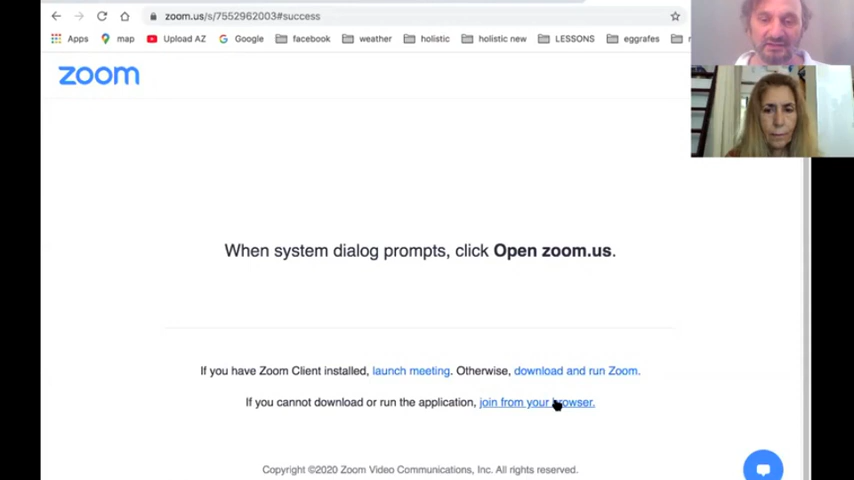 zoom.us/s/7552962003#success
Apps map Upload AZ Google facebook weather holistic holistic new LESSONS eggrafes
zoom
When system dialog prompts, click Open zoom.us.
If you have Zoom Client installed, launch meeting. Otherwise, download and run Zoom.
If you cannot download or run the application, join from your browser.
Copyright ©2020 Zoom Video Communications, Inc. All rights reserved.